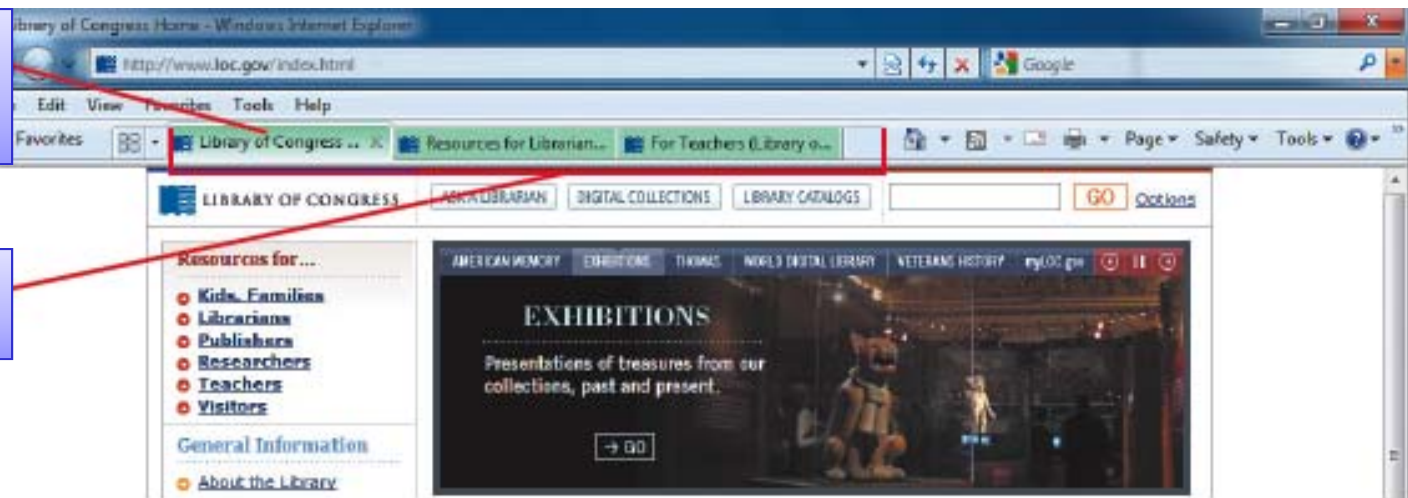 ibrary of Congress Home - Windows Internet Explorer
http://www.loc.gov/index.html
Google
Edit View Favorites Tools Help
Favorites
Library of Congress ...
Resources for Librarian...
For Teachers (Library o...
Page Safety Tools
LIBRARY OF CONGRESS
ASK A LIBRARIAN
DIGITAL COLLECTIONS
LIBRARY CATALOGS
GO
Options
Resources for...
Kids, Families
Librarians
Publishers
Researchers
Teachers
Visitors
General Information
About the Library
AMERICAN MEMORY EXHIBITIONS THOMAS WORLD DIGITAL LIBRARY VETERANS HISTORY myLOC.gov
EXHIBITIONS
Presentations of treasures from our
collections, past and present.
→ GO